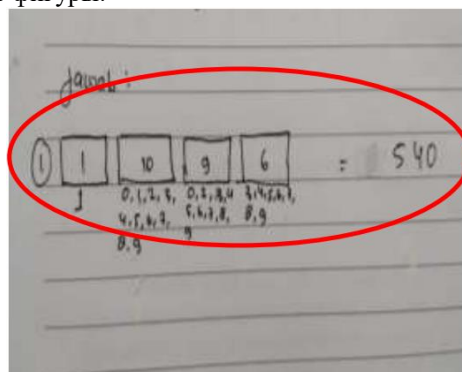 фигуры.
jawab :
① 1 10 9 6 = 540
1 0,1,2,3, 0,2,3,4 3,4,5,6,7,
4,5,6,7, 5,6,7,8, 8,9
8,9 9